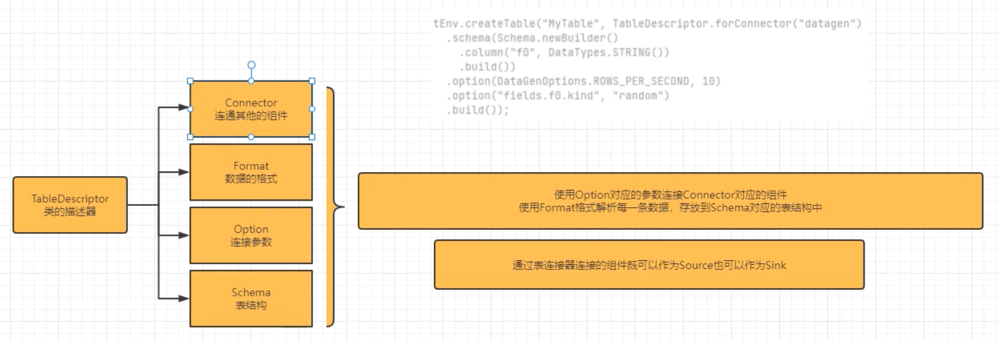 tEnv.createTable("MyTable", TableDescriptor.forConnector("datagen")
.schema(Schema.newBuilder()
.column("f0", DataTypes.STRING())
.build())
.option(DataGenOptions.ROWS_PER_SECOND, 10)
.option("fields.f0.kind", "random")
.build());
Connector
连通其他的组件
Format
数据的格式
TableDescriptor
类的描述器
Option
连接参数
Schema
表结构
使用Option对应的参数连接Connector对应的组件
使用Format格式解析每一条数据，存放到Schema对应的表结构中
通过表连接器连接的组件既可以作为Source也可以作为Sink